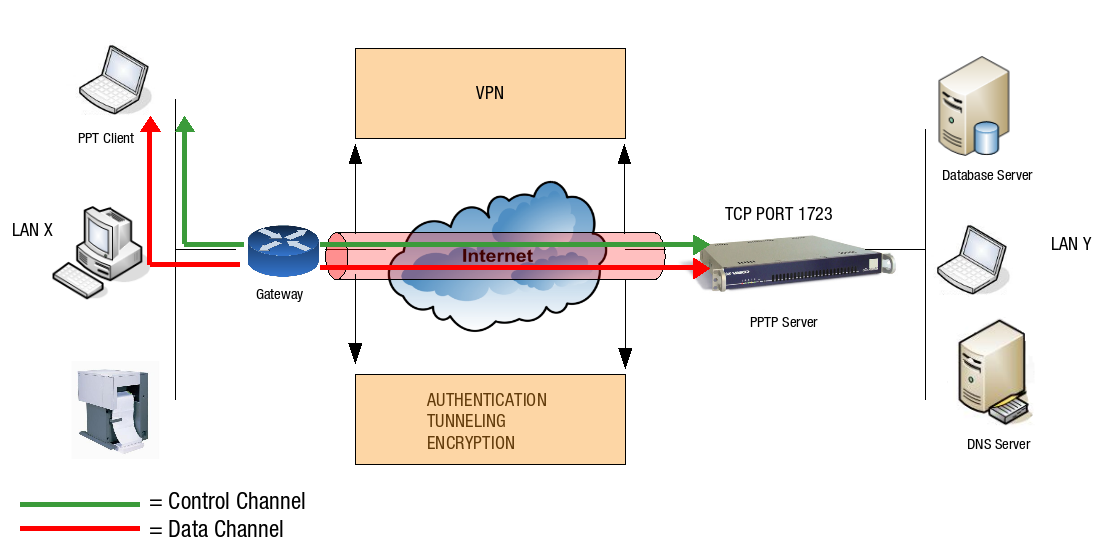 VPN
PPT Client
LAN X
Gateway
Internet
TCP PORT 1723
PPTP Server
Database Server
LAN Y
DNS Server
AUTHENTICATION
TUNNELING
ENCRYPTION
= Control Channel
= Data Channel